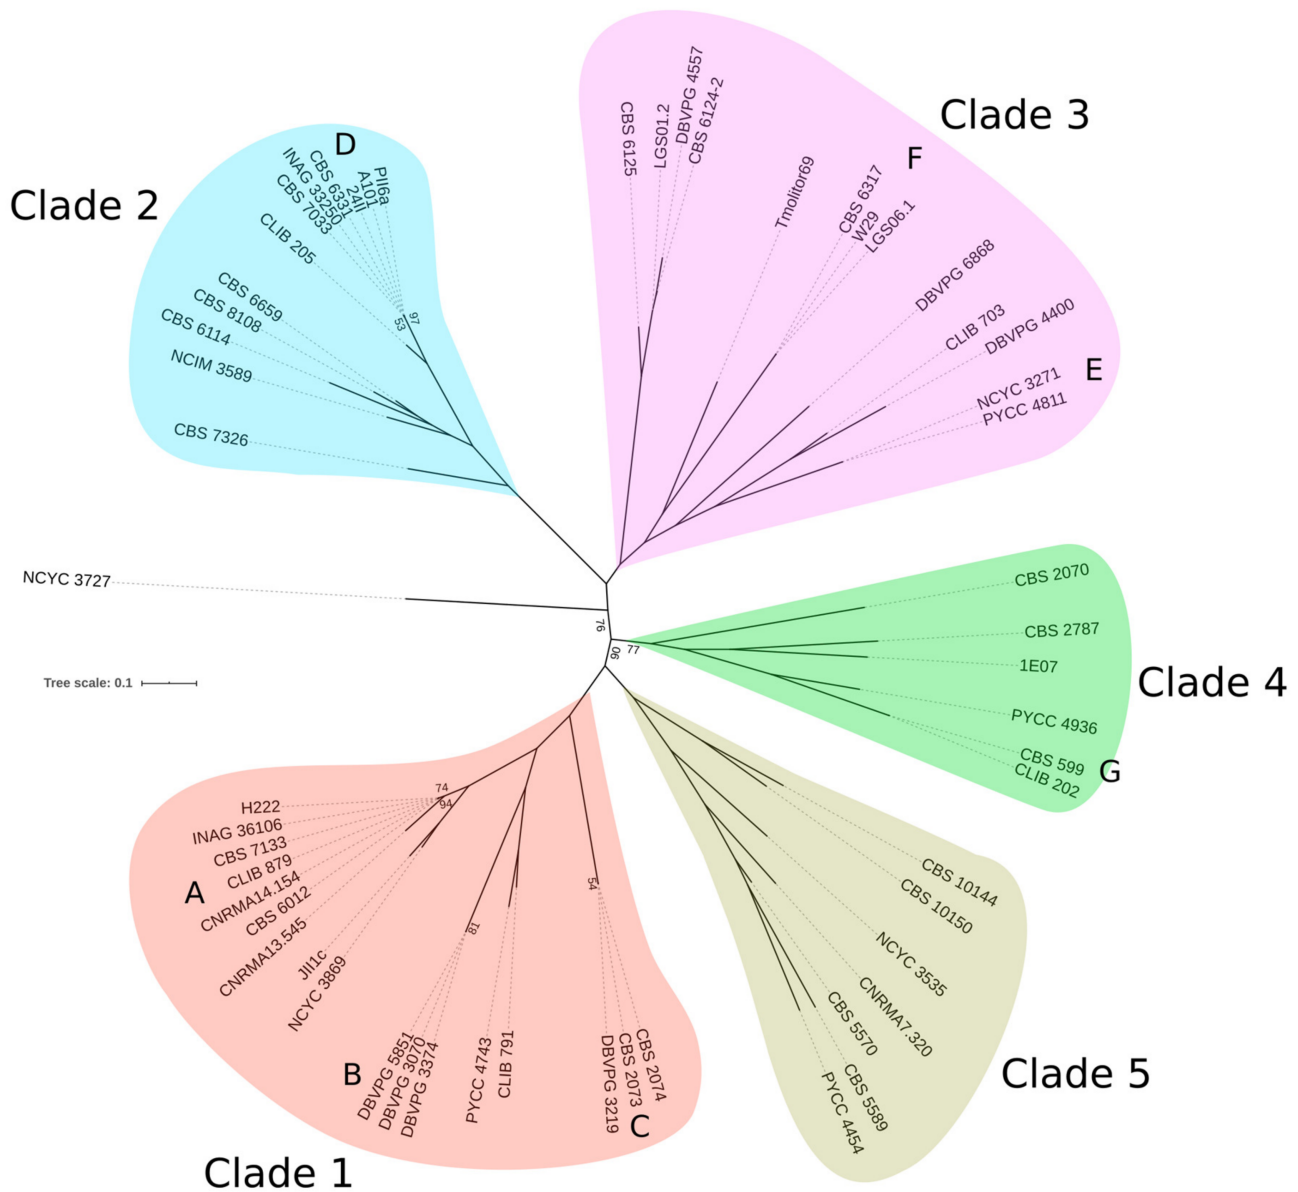 Clade 3
CBS 6125
LGS01.2
DBVPG 4557
CBS 6124-2
Tmolitor69
F
CBS 6317
W29
LGS06.1
DBVPG 6868
CLIB 703
DBVPG 4400
E
NCYC 3271
PYCC 4811
Clade 2
D
PII6a
A101
24II
CBS 6331
INAG 33250
CBS 7033
CLIB 205
97
53
CBS 6659
CBS 8108
CBS 6114
NCIM 3589
CBS 7326
NCYC 3727
76
90
77
Tree scale: 0.1
Clade 4
CBS 2070
CBS 2787
1E07
PYCC 4936
CBS 599
CLIB 202
G
Clade 1
74
94
H222
INAG 36106
CBS 7133
CLIB 879
A
CNRMA14.154
CBS 6012
CNRMA13.545
JII1c
NCYC 3869
81
54
B
DBVPG 5851
DBVPG 3070
DBVPG 3374
PYCC 4743
CLIB 791
DBVPG 3219
CBS 2073
CBS 2074
C
Clade 5
CBS 10144
CBS 10150
NCYC 3535
CNRMA7.320
CBS 5570
CBS 5589
PYCC 4454